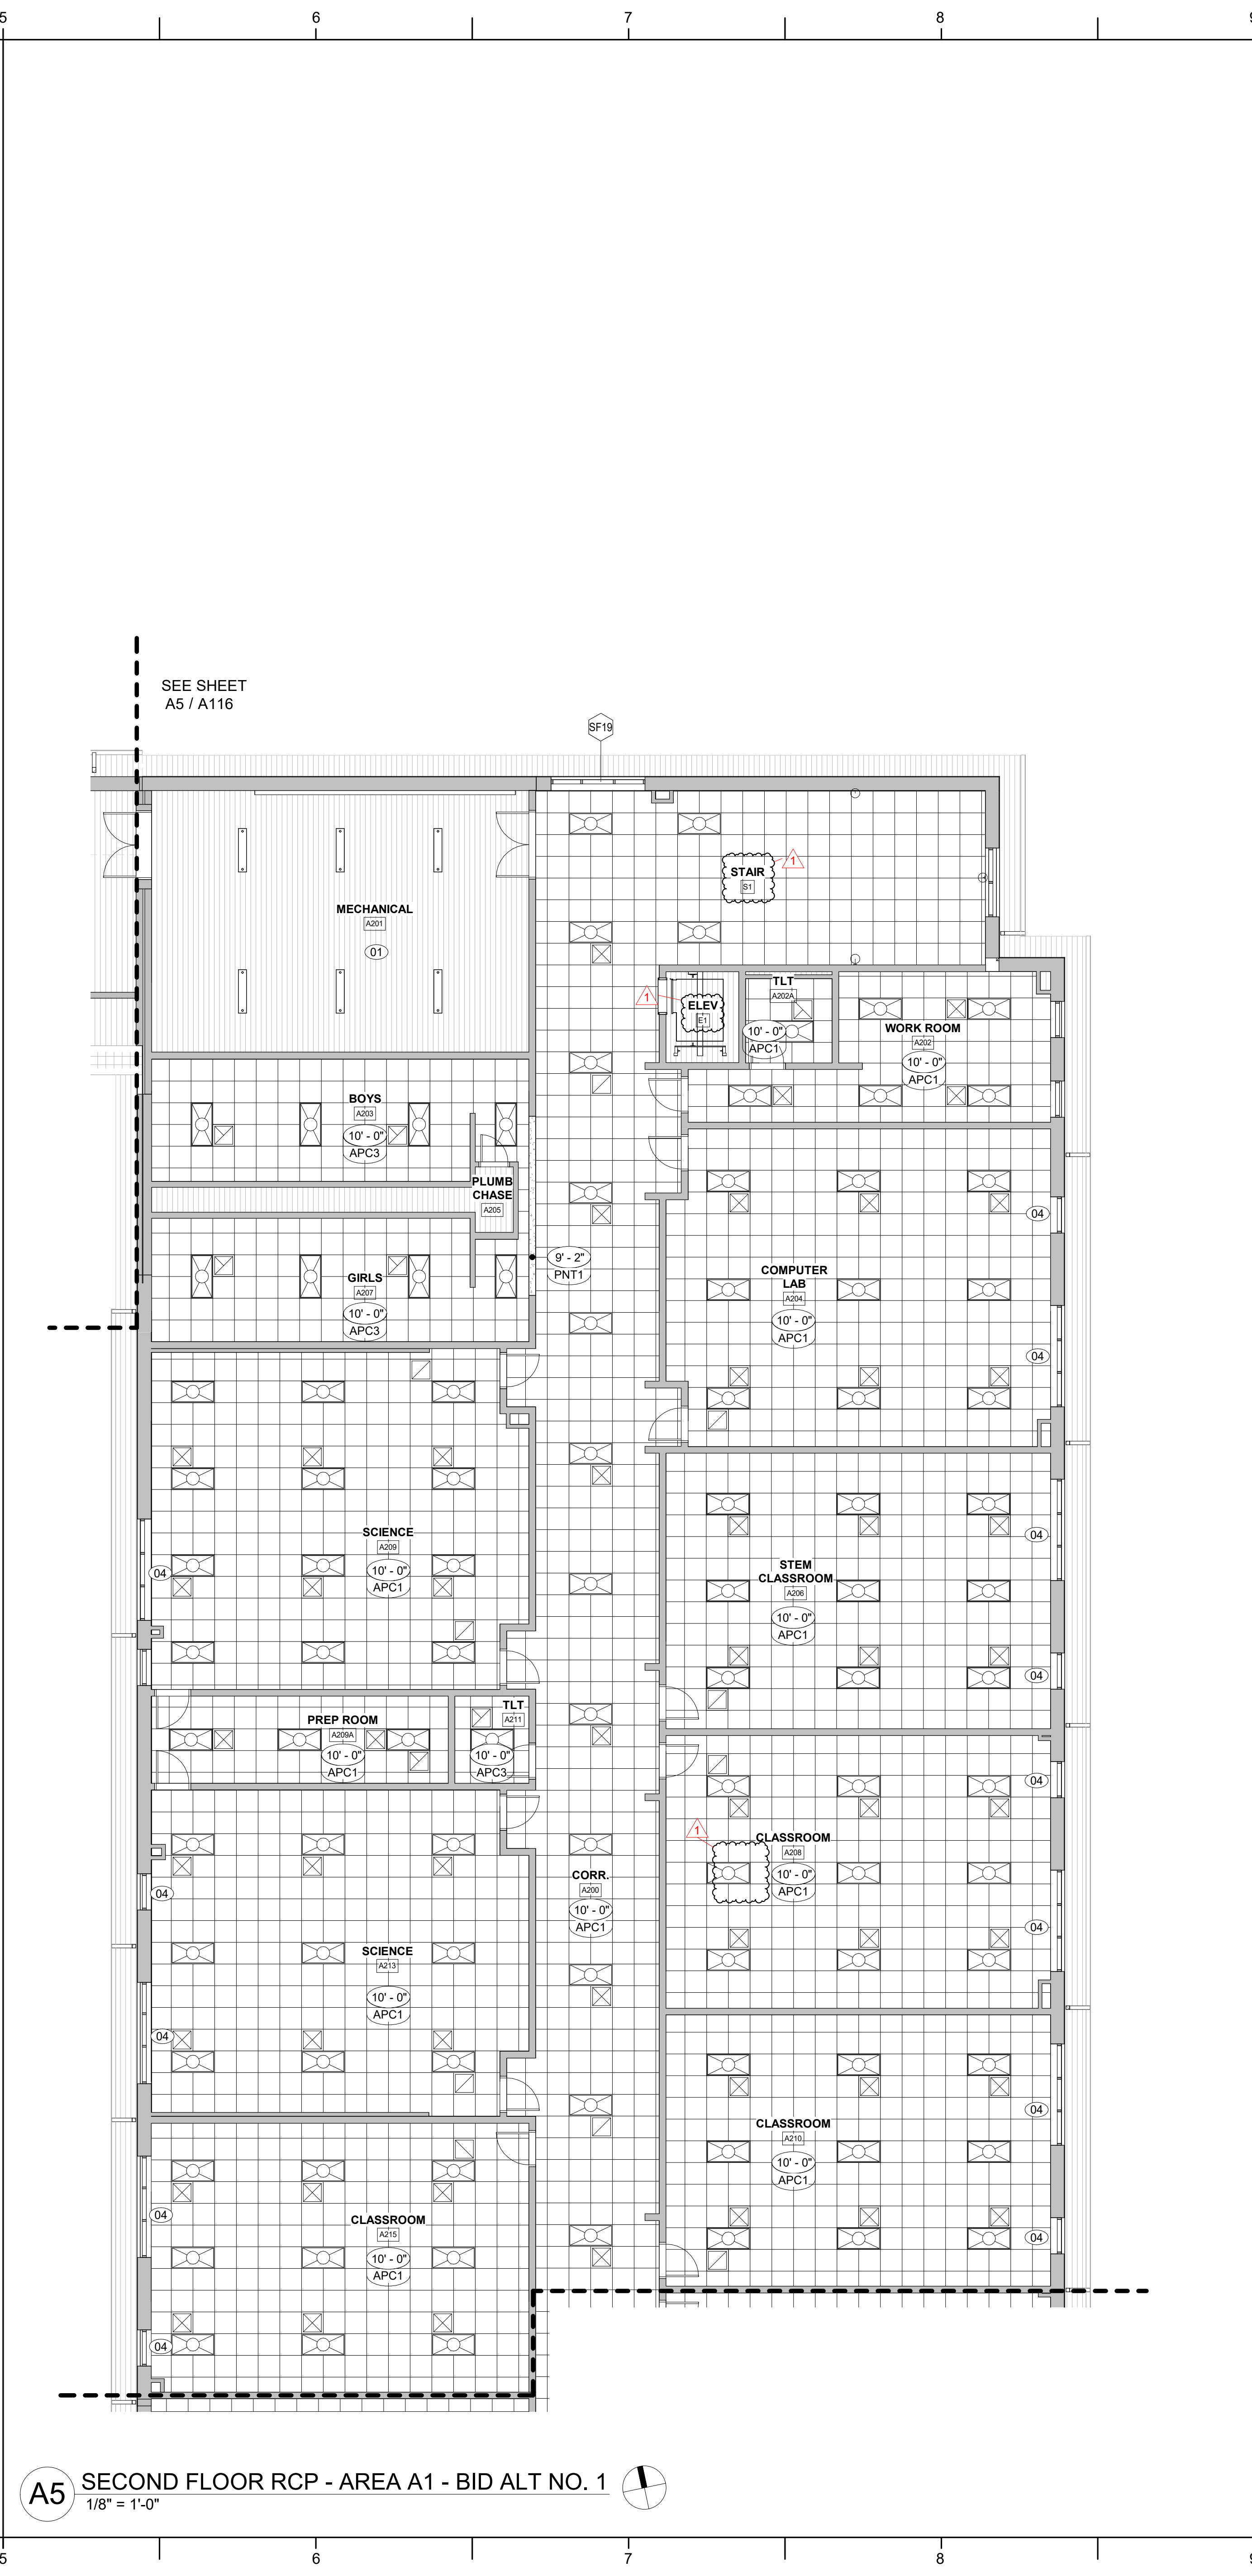 5
6
7
8
9
SEE SHEET
A5 / A116
SF19
1
STAIR
S1
MECHANICAL
A201
01
1
ELEV
E1
TLT
A202A
10' - 0"
APC1
WORK ROOM
A202
10' - 0"
APC1
BOYS
A203
10' - 0"
APC3
PLUMB
CHASE
A205
04
9' - 2"
PNT1
GIRLS
A207
10' - 0"
APC3
COMPUTER
LAB
A204
10' - 0"
APC1
04
SCIENCE
A209
10' - 0"
APC1
04
04
STEM
CLASSROOM
A206
10' - 0"
APC1
04
TLT
A211
10' - 0"
APC3
PREP ROOM
A209A
10' - 0"
APC1
04
1
CLASSROOM
A208
10' - 0"
APC1
04
CORR.
A200
10' - 0"
APC1
04
SCIENCE
A213
10' - 0"
APC1
04
04
CLASSROOM
A210
10' - 0"
APC1
04
04
CLASSROOM
A215
10' - 0"
APC1
04
A5
SECOND FLOOR RCP - AREA A1 - BID ALT NO. 1
1/8" = 1'-0"
5
6
7
8
9